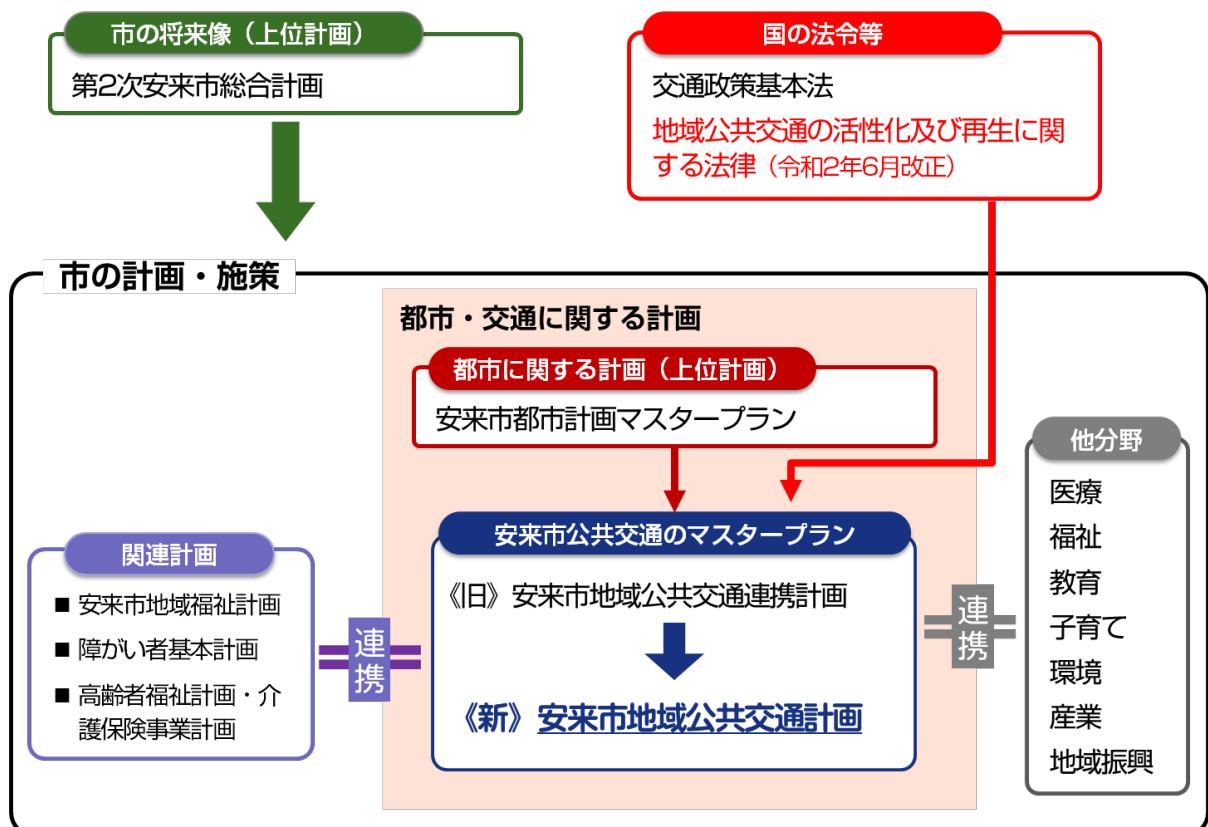 市の将来像（上位計画）
第2次安来市総合計画
国の法令等
交通政策基本法
地域公共交通の活性化及び再生に関
する法律（令和2年6月改正）
市の計画・施策
都市・交通に関する計画
都市に関する計画（上位計画）
安来市都市計画マスタープラン
安来市公共交通のマスタープラン
《旧》安来市地域公共交通連携計画
《新》安来市地域公共交通計画
関連計画
■ 安来市地域福祉計画
■ 障がい者基本計画
■ 高齢者福祉計画・介
護保険事業計画
連携
連携
他分野
医療
福祉
教育
子育て
環境
産業
地域振興